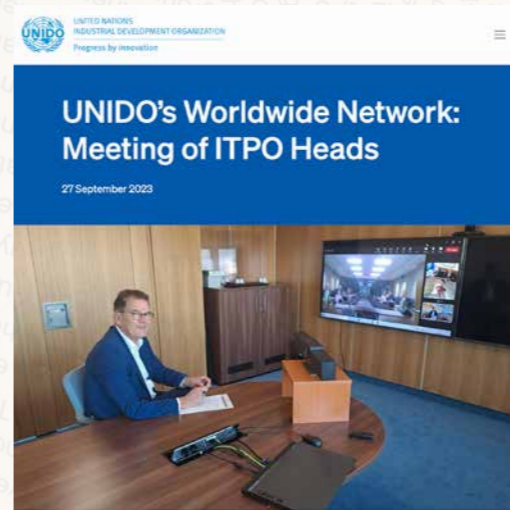 UNIDO
UNITED NATIONS
INDUSTRIAL DEVELOPMENT ORGANIZATION
Progress by innovation
UNIDO's Worldwide Network:
Meeting of ITPO Heads
27 September 2023